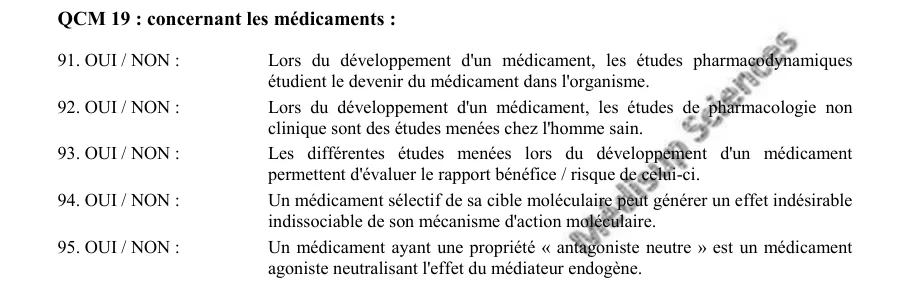 QCM 19 : concernant les médicaments :
91. OUI / NON : Lors du développement d'un médicament, les études pharmacodynamiques
étudient le devenir du médicament dans l'organisme.
92. OUI / NON : Lors du développement d'un médicament, les études de pharmacologie non
clinique sont des études menées chez l'homme sain.
93. OUI / NON : Les différentes études menées lors du développement d'un médicament
permettent d'évaluer le rapport bénéfice / risque de celui-ci.
94. OUI / NON : Un médicament sélectif de sa cible moléculaire peut générer un effet indésirable
indissociable de son mécanisme d'action moléculaire.
95. OUI / NON : Un médicament ayant une propriété « antagoniste neutre » est un médicament
agoniste neutralisant l'effet du médiateur endogène.
Médisup Sciences